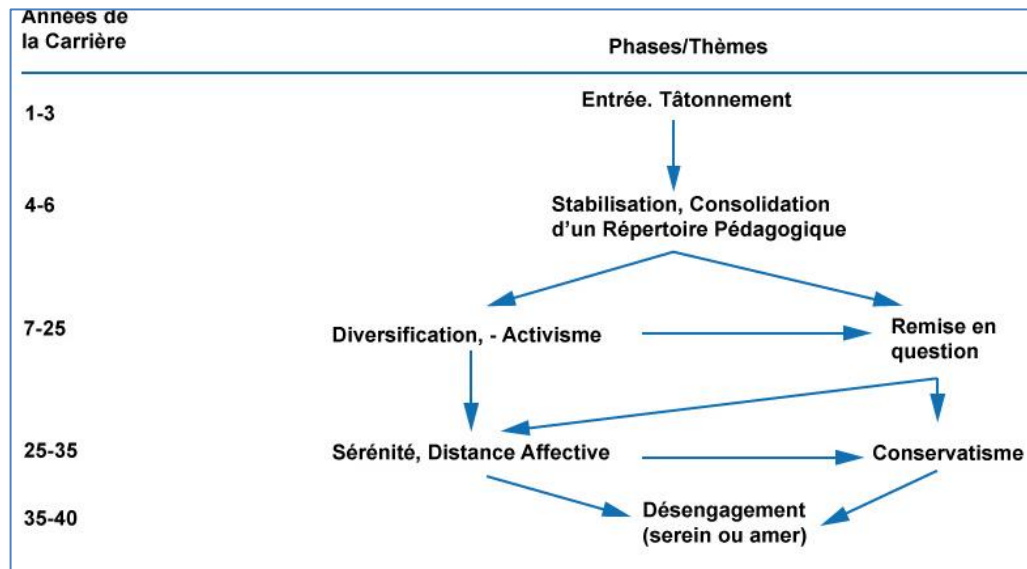 Années de
la Carrière
Phases/Thèmes
1-3
Entrée. Tâtonnement
4-6
Stabilisation, Consolidation
d'un Répertoire Pédagogique
7-25
Diversification, - Activisme
Remise en
question
25-35
Sérénité, Distance Affective
Conservatisme
35-40
Désengagement
(serein ou amer)